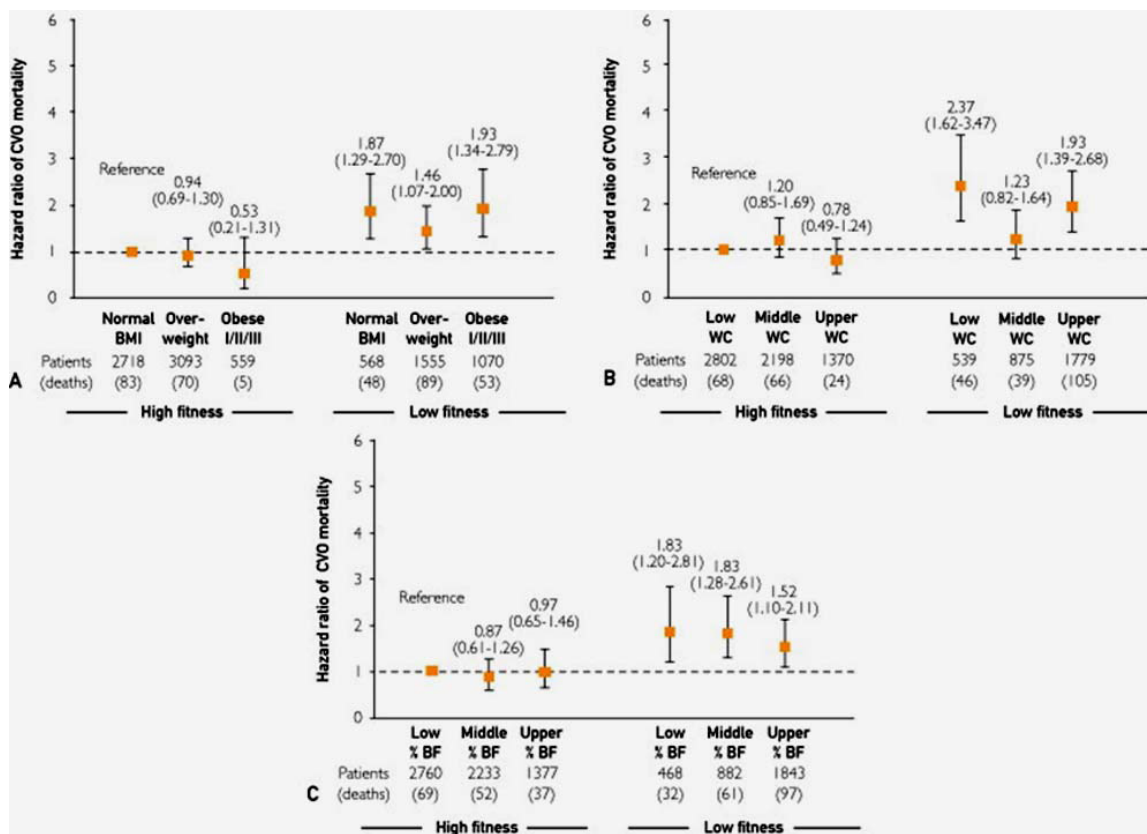 Hazard ratio of CVO mortality
6
5
4
3
2
1
0
Reference
0.94
(0.69-1.30)
0.53
(0.21-1.31)
1.87
(1.29-2.70)
1.46
(1.07-2.00)
1.93
(1.34-2.79)
Normal BMI Over-weight Obese I/II/III Normal BMI Over-weight Obese I/II/III
Patients 2718 3093 559 568 1555 1070
A (deaths) (83) (70) (5) (48) (89) (53)
High fitness Low fitness
Hazard ratio of CVO mortality
6
5
4
3
2
1
0
Reference
1.20
(0.85-1.69)
0.78
(0.49-1.24)
2.37
(1.62-3.47)
1.23
(0.82-1.64)
1.93
(1.39-2.68)
Low WC Middle WC Upper WC Low WC Middle WC Upper WC
Patients 2802 2198 1370 539 875 1779
B (deaths) (68) (66) (24) (46) (39) (105)
High fitness Low fitness
Hazard ratio of CVO mortality
6
5
4
3
2
1
0
Reference
0.87
(0.61-1.26)
0.97
(0.65-1.46)
1.83
(1.20-2.81)
1.83
(1.28-2.61)
1.52
(1.10-2.11)
Low % BF Middle % BF Upper % BF Low % BF Middle % BF Upper % BF
Patients 2760 2233 1377 468 882 1843
C (deaths) (69) (52) (37) (32) (61) (97)
High fitness Low fitness